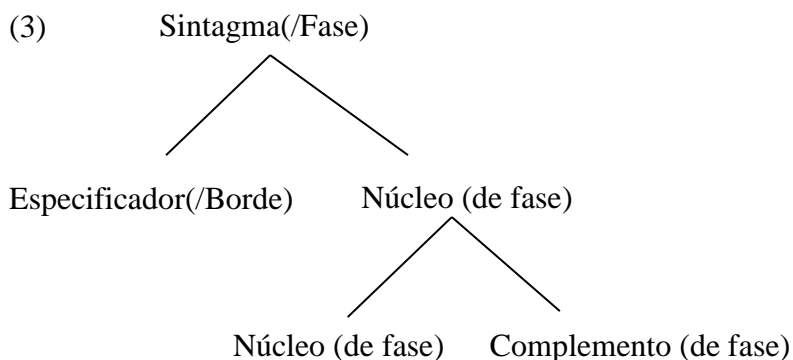 (3) Sintagma(/Fase)
Especificador(/Borde) Núcleo (de fase)
Núcleo (de fase) Complemento (de fase)